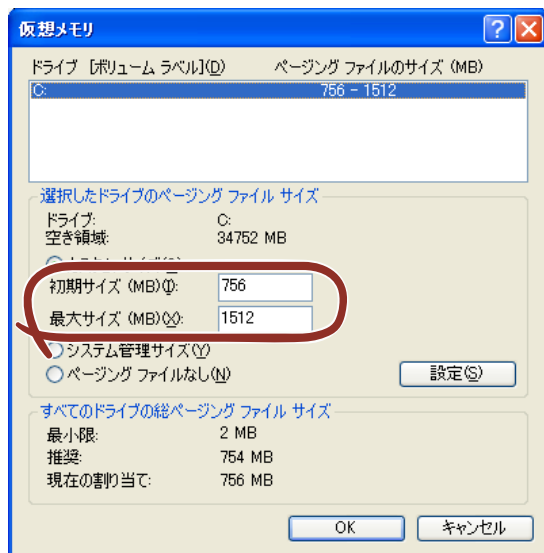 仮想メモリ
ドライブ [ボリューム ラベル](D) ページング ファイルのサイズ (MB)
C: 756 - 1512
選択したドライブのページング ファイル サイズ
ドライブ: C:
空き領域: 34752 MB
初期サイズ (MB)(I): 756
最大サイズ (MB)(X): 1512
システム管理サイズ(Y)
ページング ファイルなし(N) 設定(S)
すべてのドライブの総ページング ファイル サイズ
最小限: 2 MB
推奨: 754 MB
現在の割り当て: 756 MB
OK キャンセル